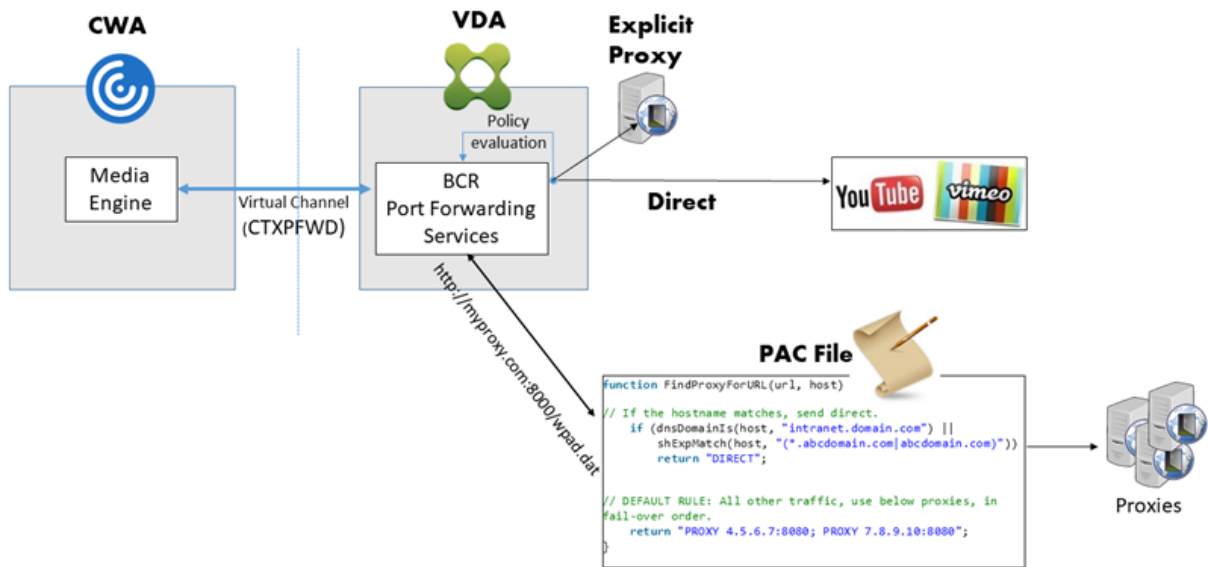 CWA
VDA
Explicit
Proxy
Policy
evaluation
Media
Engine
Virtual Channel
(CTXPFWD)
BCR
Port Forwarding
Services
Direct
YouTube
vimeo
http://myproxy.com:8000/wpad.dat
PAC File
function FindProxyForURL(url, host)
// If the hostname matches, send direct.
if (dnsDomainIs(host, "intranet.domain.com") ||
shExpMatch(host, "(*.abcdomain.com|abcdomain.com)"))
return "DIRECT";
// DEFAULT RULE: All other traffic, use below proxies, in
fail-over order.
return "PROXY 4.5.6.7:8080; PROXY 7.8.9.10:8080";
}
Proxies